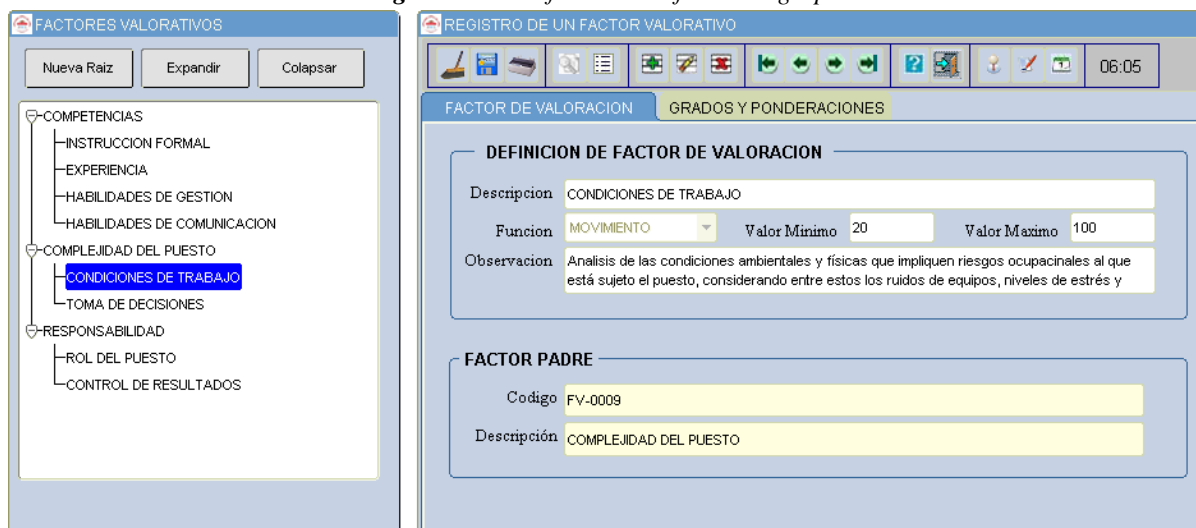 FACTORES VALORATIVOS
Nueva Raiz Expandir Colapsar
COMPETENCIAS
INSTRUCCION FORMAL
EXPERIENCIA
HABILIDADES DE GESTION
HABILIDADES DE COMUNICACION
COMPLEJIDAD DEL PUESTO
CONDICIONES DE TRABAJO
TOMA DE DECISIONES
RESPONSABILIDAD
ROL DEL PUESTO
CONTROL DE RESULTADOS
REGISTRO DE UN FACTOR VALORATIVO
06:05
FACTOR DE VALORACION GRADOS Y PONDERACIONES
DEFINICION DE FACTOR DE VALORACION
Descripcion CONDICIONES DE TRABAJO
Funcion MOVIMIENTO Valor Minimo 20 Valor Maximo 100
Observacion Analisis de las condiciones ambientales y físicas que impliquen riesgos ocupacinales al que
está sujeto el puesto, considerando entre estos los ruidos de equipos, niveles de estrés y
FACTOR PADRE
Codigo FV-0009
Descripción COMPLEJIDAD DEL PUESTO